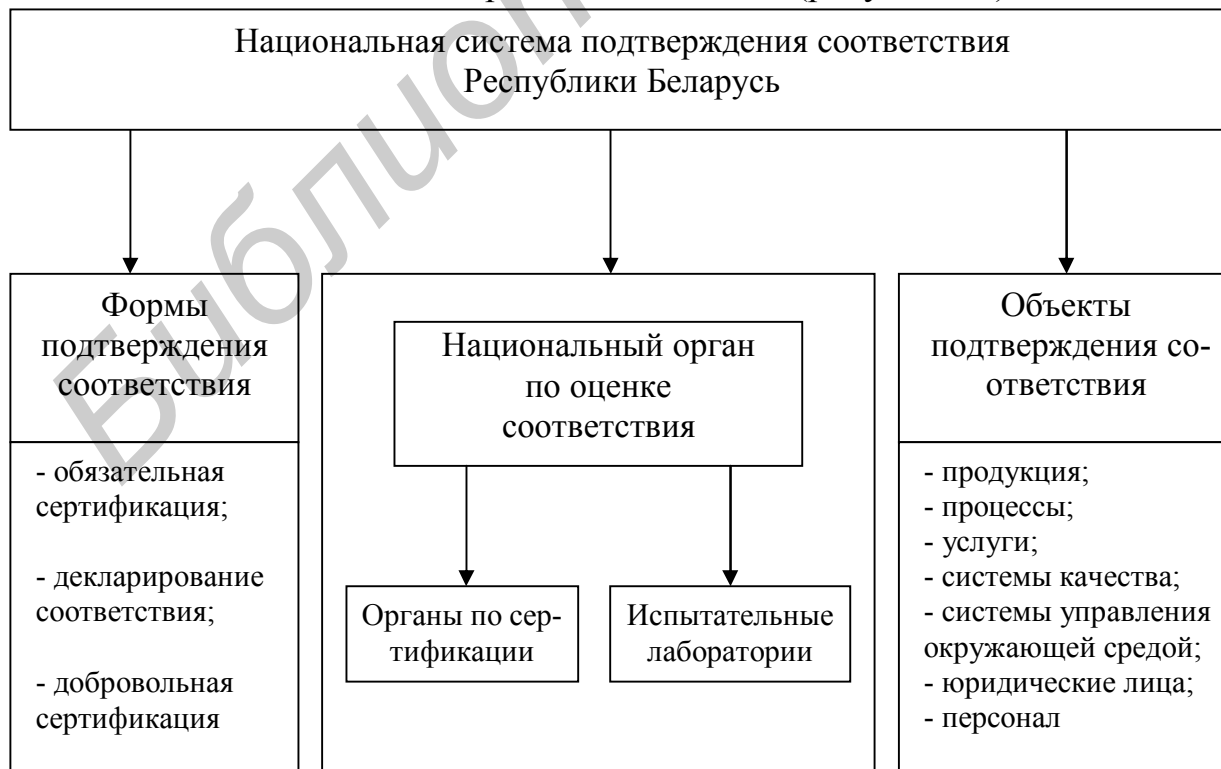 Национальная система подтверждения соответствия
Республики Беларусь
Формы
подтверждения
соответствия
- обязательная
сертификация;
- декларирование
соответствия;
- добровольная
сертификация
Национальный орган
по оценке
соответствия
Органы по сер-
тификации
Испытательные
лаборатории
Объекты
подтверждения со-
ответствия
- продукция;
- процессы;
- услуги;
- системы качества;
- системы управления
окружающей средой;
- юридические лица;
- персонал